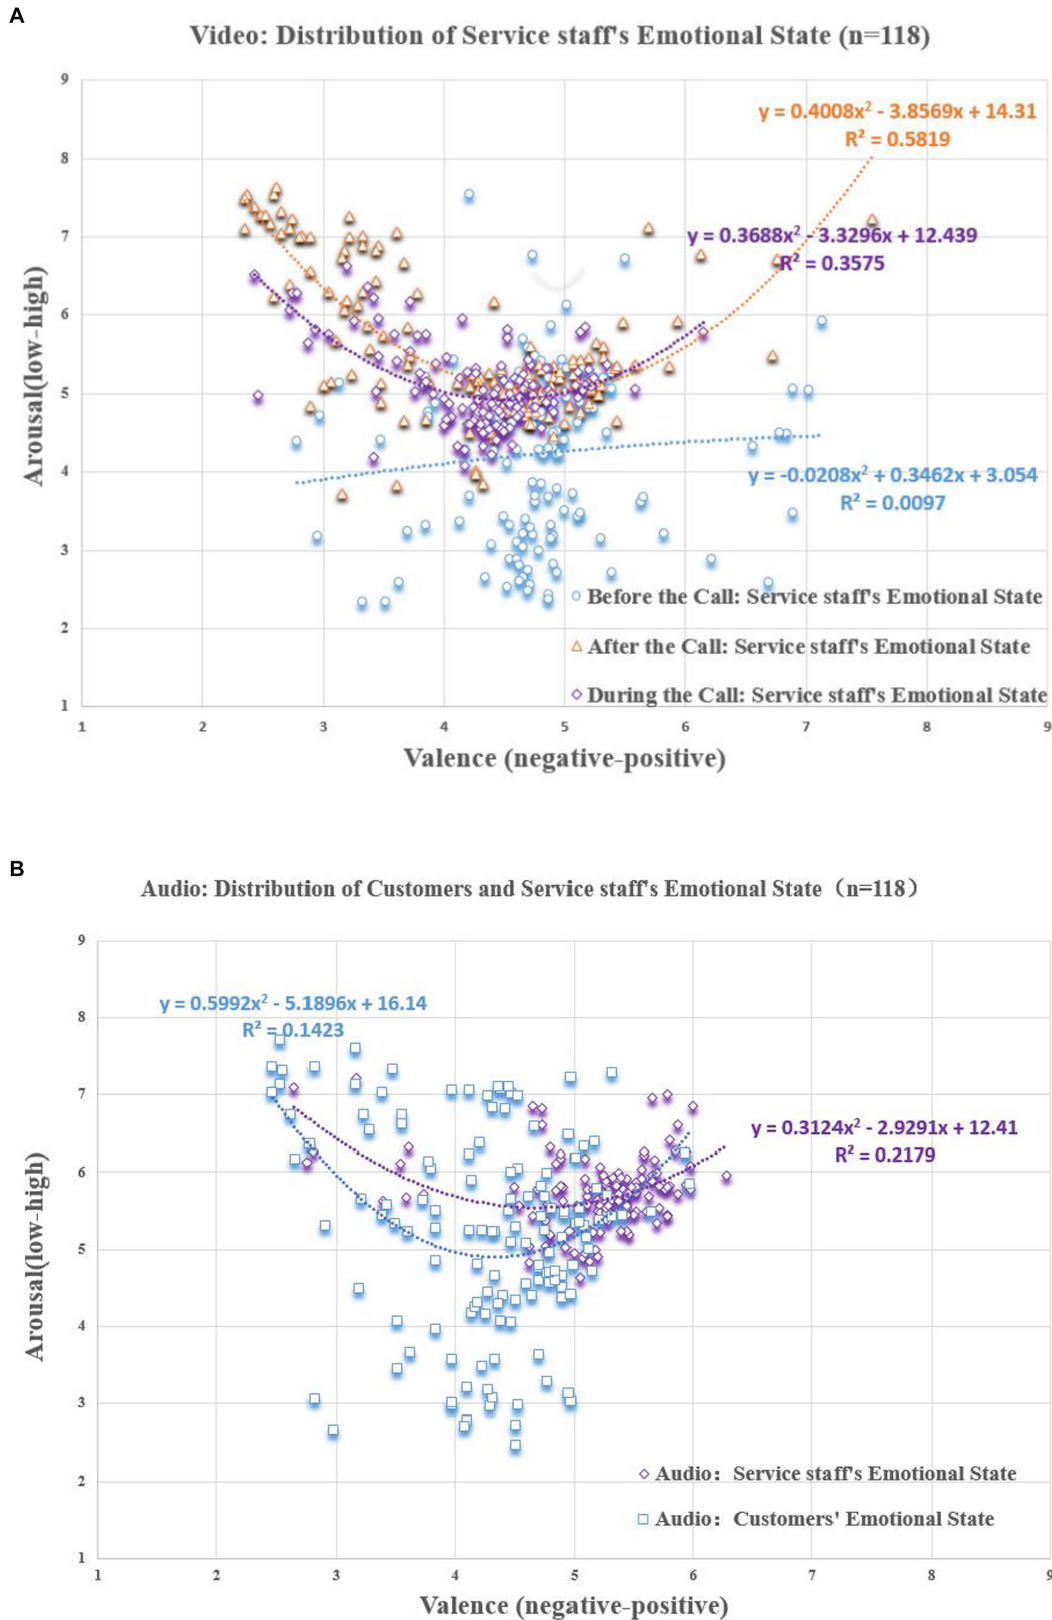 A
Video: Distribution of Service staff's Emotional State (n=118)
9
8
7
6
5
4
3
2
1
Arousal(low-high)
y = 0.4008x² - 3.8569x + 14.31
R² = 0.5819
y = 0.3688x² - 3.3296x + 12.439
R² = 0.3575
y = -0.0208x² + 0.3462x + 3.054
R² = 0.0097
Before the Call: Service staff's Emotional State
After the Call: Service staff's Emotional State
During the Call: Service staff's Emotional State
1 2 3 4 5 6 7 8 9
Valence (negative-positive)
B
Audio: Distribution of Customers and Service staff's Emotional State（n=118）
9
8
7
6
5
4
3
2
1
Arousal(low-high)
y = 0.5992x² - 5.1896x + 16.14
R² = 0.1423
y = 0.3124x² - 2.9291x + 12.41
R² = 0.2179
Audio： Service staff's Emotional State
Audio： Customers' Emotional State
1 2 3 4 5 6 7 8 9
Valence (negative-positive)